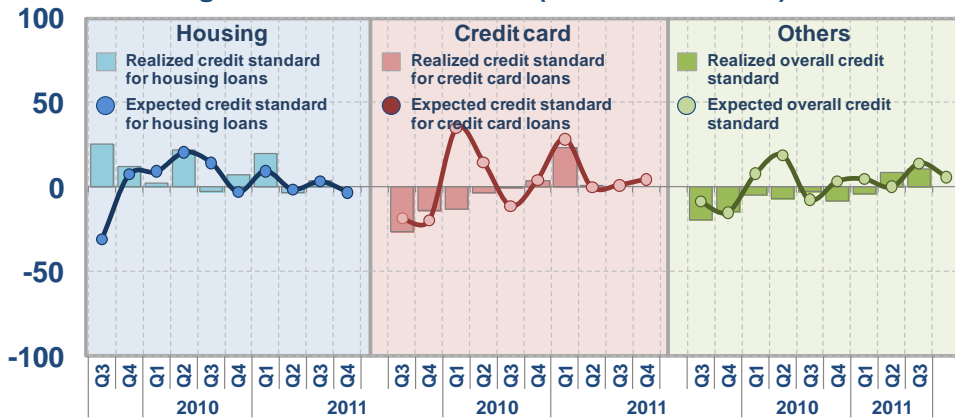 100
50
0
-50
-100
Housing
Realized credit standard
for housing loans
Expected credit standard
for housing loans
Credit card
Realized credit standard
for credit card loans
Expected credit standard
for credit card loans
Others
Realized overall credit
standard
Expected overall credit
standard
Q3 Q4 Q1 Q2 Q3 Q4 Q1 Q2 Q3 Q4
2010 2011
Q3 Q4 Q1 Q2 Q3 Q4 Q1 Q2 Q3 Q4
2010 2011
Q3 Q4 Q1 Q2 Q3 Q4 Q1 Q2 Q3
2010 2011